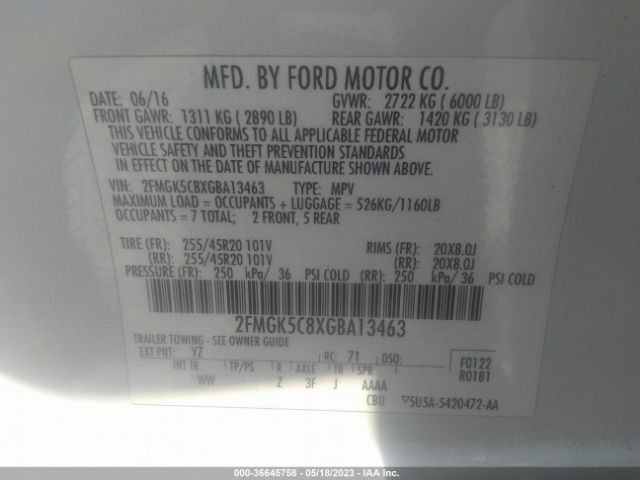 MFD. BY FORD MOTOR CO.
DATE: 06/16 GVWR: 2722 KG ( 6000 LB)
FRONT GAWR: 1311 KG ( 2890 LB) REAR GAWR: 1420 KG ( 3130 LB)
THIS VEHICLE CONFORMS TO ALL APPLICABLE FEDERAL MOTOR
VEHICLE SAFETY AND THEFT PREVENTION STANDARDS
IN EFFECT ON THE DATE OF MANUFACTURE SHOWN ABOVE.
VIN: 2FMGK5C8XGBA13463 TYPE: MPV
MAXIMUM LOAD = OCCUPANTS + LUGGAGE = 526KG/1160LB
OCCUPANTS = 7 TOTAL; 2 FRONT, 5 REAR
TIRE (FR): 255/45R20 101V RIMS (FR): 20X8.0J
(RR): 255/45R20 101V (RR): 20X8.0J
PRESSURE (FR): 250 kPa/ 36 PSI COLD (RR): 250 kPa/ 36 PSI COLD
2FMGK5C8XGBA13463
TRAILER TOWING - SEE OWNER GUIDE
EXT PNT: YZ RC: 71 DSO: F0122
INT TR TP/PS R AXLE TR SPR R0181
WW Z 3F J AAAA
CBU ▽5U5A-5420472-AA
000-36645758 - 05/18/2023 - IAA Inc.